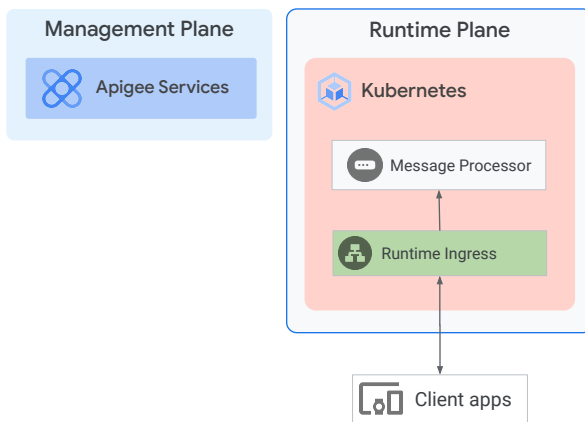 Management Plane
Apigee Services
Runtime Plane
Kubernetes
Message Processor
Runtime Ingress
Client apps